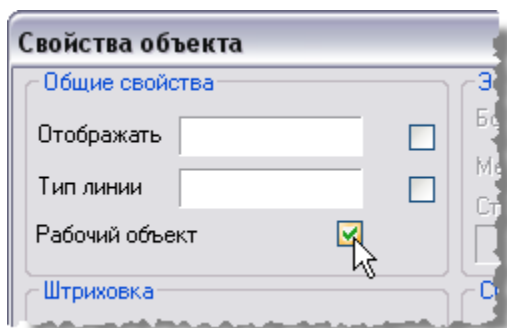 Свойства объекта
Общие свойства
Отображать
Тип линии
Рабочий объект
Штриховка